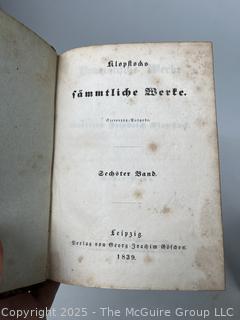 Klopstocks
sämmtliche Werke.
Sechster Band.
Leipzig.
Verlag von Georg Joachim Göschen.
1839.
Copyright 2025 - The McGuire Group LLC